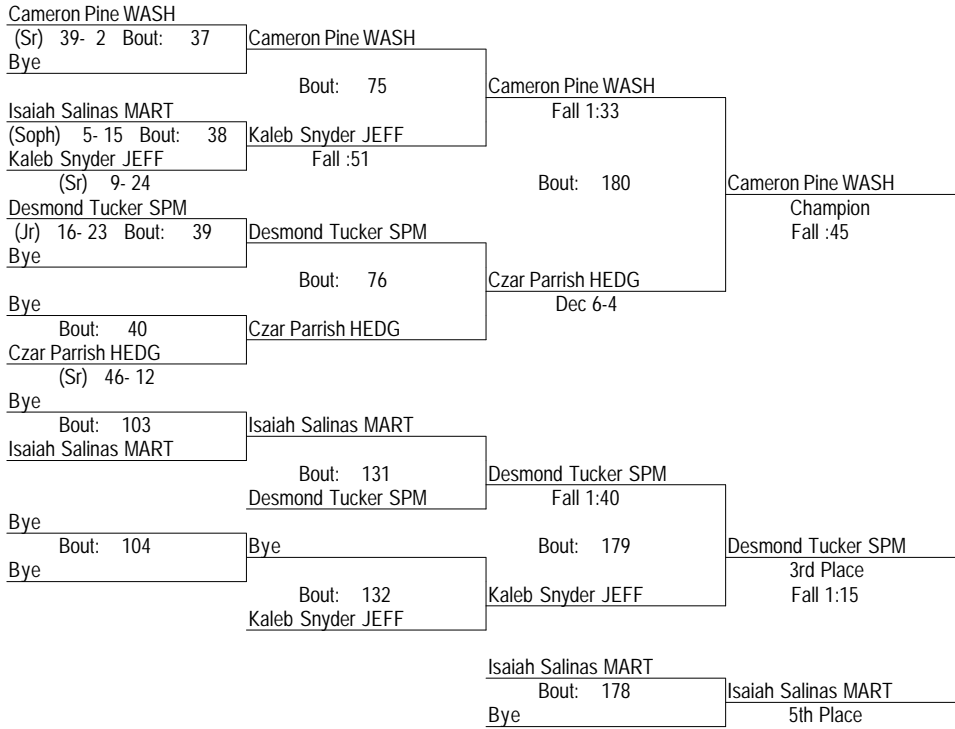 Cameron Pine WASH
(Sr) 39- 2 Bout: 37
Bye
Cameron Pine WASH
Bout: 75
Cameron Pine WASH
Fall 1:33
Isaiah Salinas MART
(Soph) 5- 15 Bout: 38
Kaleb Snyder JEFF
(Sr) 9- 24
Kaleb Snyder JEFF
Fall :51
Bout: 180
Cameron Pine WASH
Champion
Fall :45
Desmond Tucker SPM
(Jr) 16- 23 Bout: 39
Bye
Desmond Tucker SPM
Bout: 76
Czar Parrish HEDG
Dec 6-4
Bye
Bout: 40
Czar Parrish HEDG
(Sr) 46- 12
Czar Parrish HEDG
Bye
Bout: 103
Isaiah Salinas MART
Isaiah Salinas MART
Bout: 131
Desmond Tucker SPM
Desmond Tucker SPM
Fall 1:40
Bye
Bout: 104
Bye
Bye
Bout: 132
Kaleb Snyder JEFF
Bout: 179
Kaleb Snyder JEFF
Desmond Tucker SPM
3rd Place
Fall 1:15
Isaiah Salinas MART
Bout: 178
Bye
Isaiah Salinas MART
5th Place